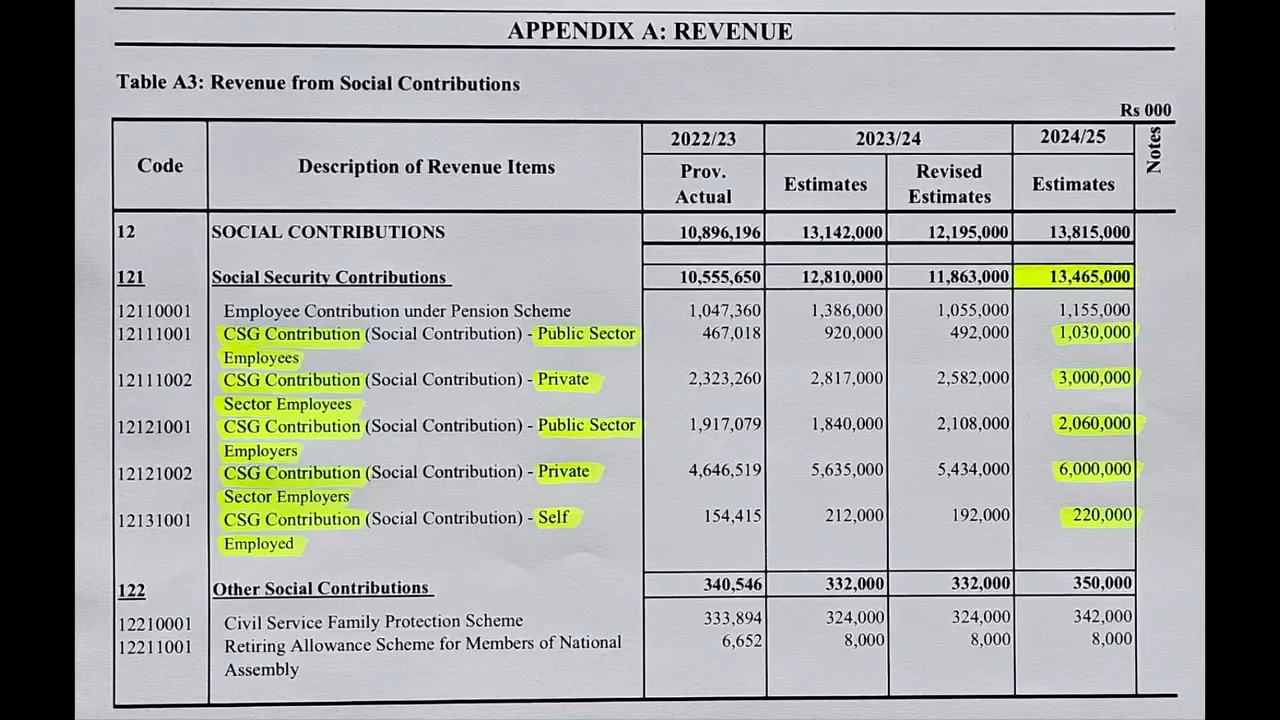 APPENDIX A: REVENUE
Table A3: Revenue from Social Contributions
Rs 000
Code Description of Revenue Items 2022/23 2023/24 2024/25 Notes
Prov. Actual Estimates Revised Estimates Estimates
12 SOCIAL CONTRIBUTIONS 10,896,196 13,142,000 12,195,000 13,815,000
121 Social Security Contributions 10,555,650 12,810,000 11,863,000 13,465,000
12110001 Employee Contribution under Pension Scheme 1,047,360 1,386,000 1,055,000 1,155,000
12111001 CSG Contribution (Social Contribution) - Public Sector 467,018 920,000 492,000 1,030,000
Employees
12111002 CSG Contribution (Social Contribution) - Private 2,323,260 2,817,000 2,582,000 3,000,000
Sector Employees
12121001 CSG Contribution (Social Contribution) - Public Sector 1,917,079 1,840,000 2,108,000 2,060,000
Employers
12121002 CSG Contribution (Social Contribution) - Private 4,646,519 5,635,000 5,434,000 6,000,000
Sector Employers
12131001 CSG Contribution (Social Contribution) - Self 154,415 212,000 192,000 220,000
Employed
122 Other Social Contributions 340,546 332,000 332,000 350,000
12210001 Civil Service Family Protection Scheme 333,894 324,000 324,000 342,000
12211001 Retiring Allowance Scheme for Members of National 6,652 8,000 8,000 8,000
Assembly